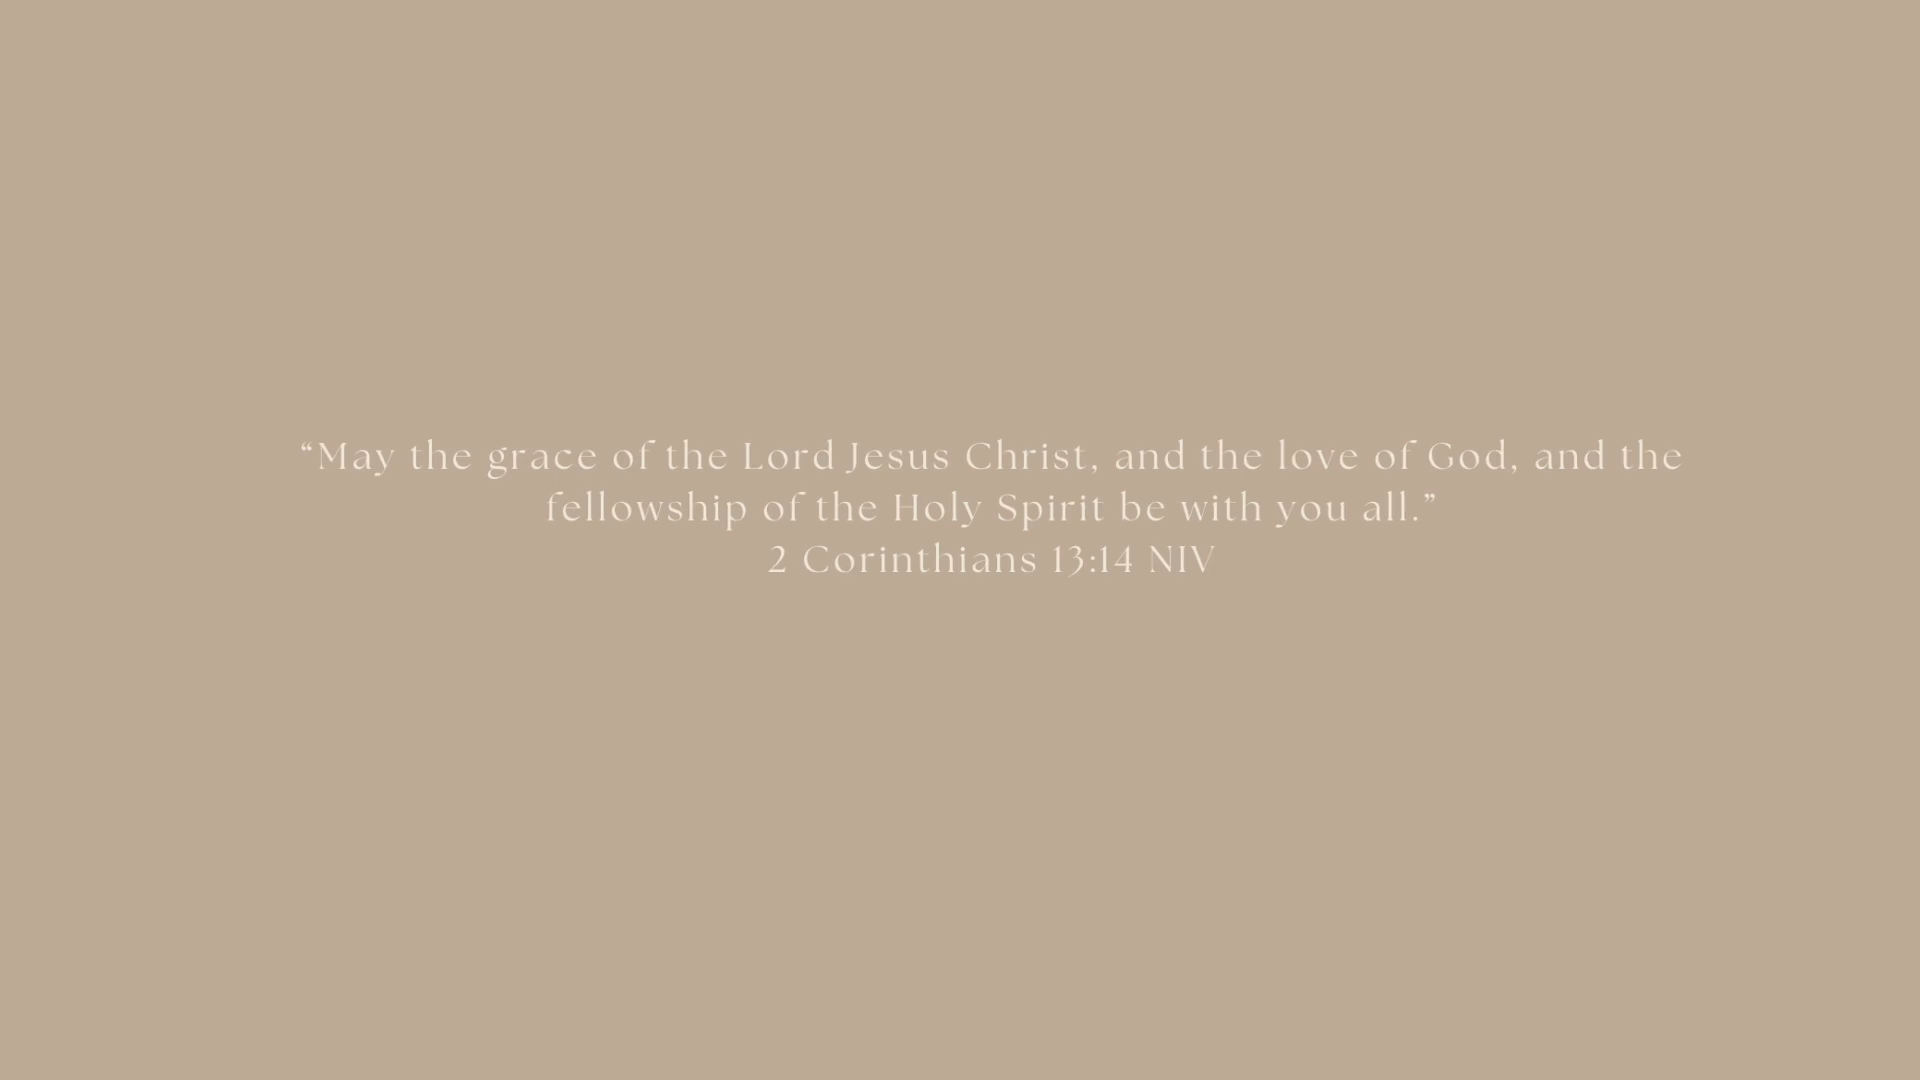 “May the grace of the Lord Jesus Christ, and the love of God, and the
fellowship of the Holy Spirit be with you all.”
2 Corinthians 13:14 NIV